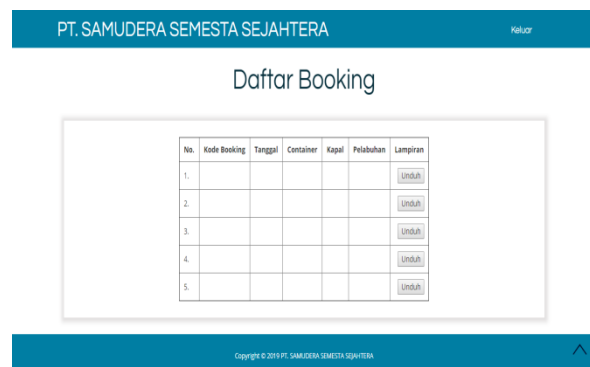 PT. SAMUDERA SEMESTA SEJAHTERA
Keluar
Daftar Booking
No. Kode Booking Tanggal Container Kapal Pelabuhan Lampiran
1. Unduh
2. Unduh
3. Unduh
4. Unduh
5. Unduh
Copyright © 2019 PT. SAMUDERA SEMESTA SEJAHTERA